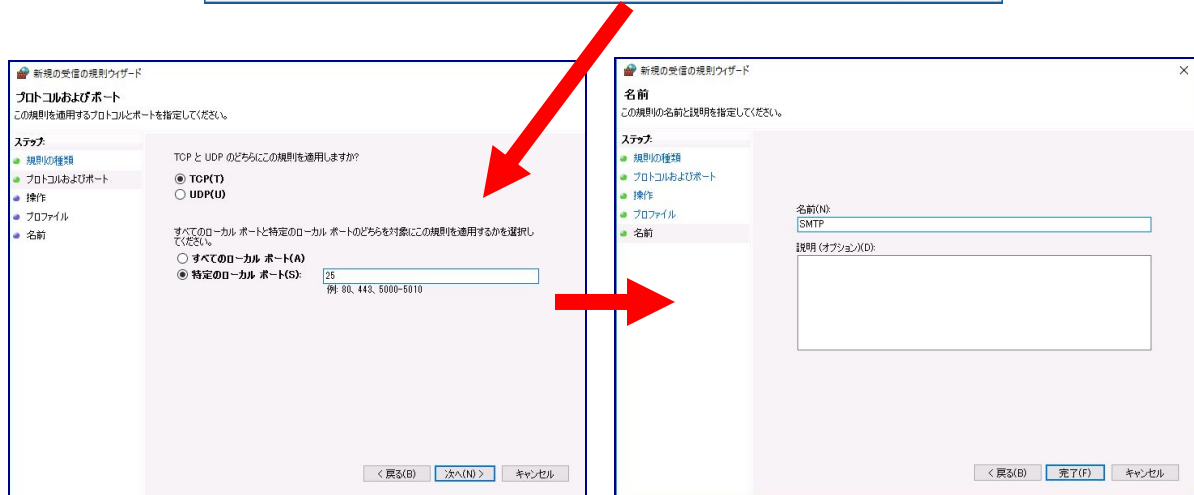 新規の受信の規則ウィザード
プロトコルおよびポート
この規則を適用するプロトコルとポートを指定してください。
ステップ:
規則の種類
プロトコルおよびポート
操作
プロファイル
名前
TCP と UDP のどちらにこの規則を適用しますか?
TCP(T)
UDP(U)
すべてのローカル ポートと特定のローカル ポートのどちらを対象にこの規則を適用するかを選択し
てください。
すべてのローカル ポート(A)
特定のローカル ポート(S):
25
例: 80、443、5000-5010
< 戻る(B)
次へ(N) >
キャンセル
新規の受信の規則ウィザード
名前
この規則の名前と説明を指定してください。
ステップ:
規則の種類
プロトコルおよびポート
操作
プロファイル
名前
名前(N):
SMTP
説明 (オプション)(D):
< 戻る(B)
完了(F)
キャンセル